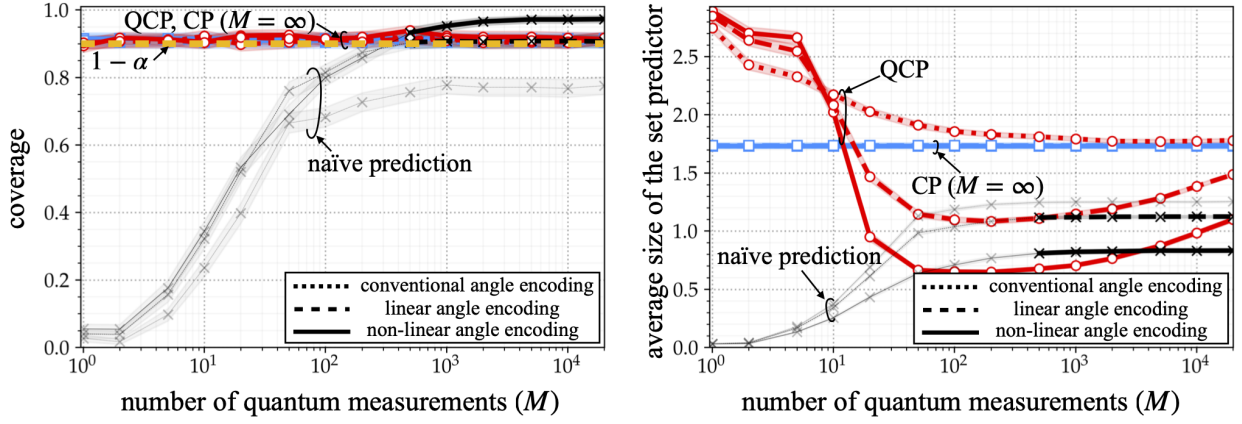 QCP, CP (M = ∞)
1 − α
naïve prediction
coverage
1.0
0.8
0.6
0.4
0.2
0.0
conventional angle encoding
linear angle encoding
non-linear angle encoding
10⁰
10¹
10²
10³
10⁴
number of quantum measurements (M)
average size of the set predictor
2.5
2.0
1.5
1.0
0.5
0.0
QCP
CP (M = ∞)
naïve prediction
conventional angle encoding
linear angle encoding
non-linear angle encoding
10⁰
10¹
10²
10³
10⁴
number of quantum measurements (M)